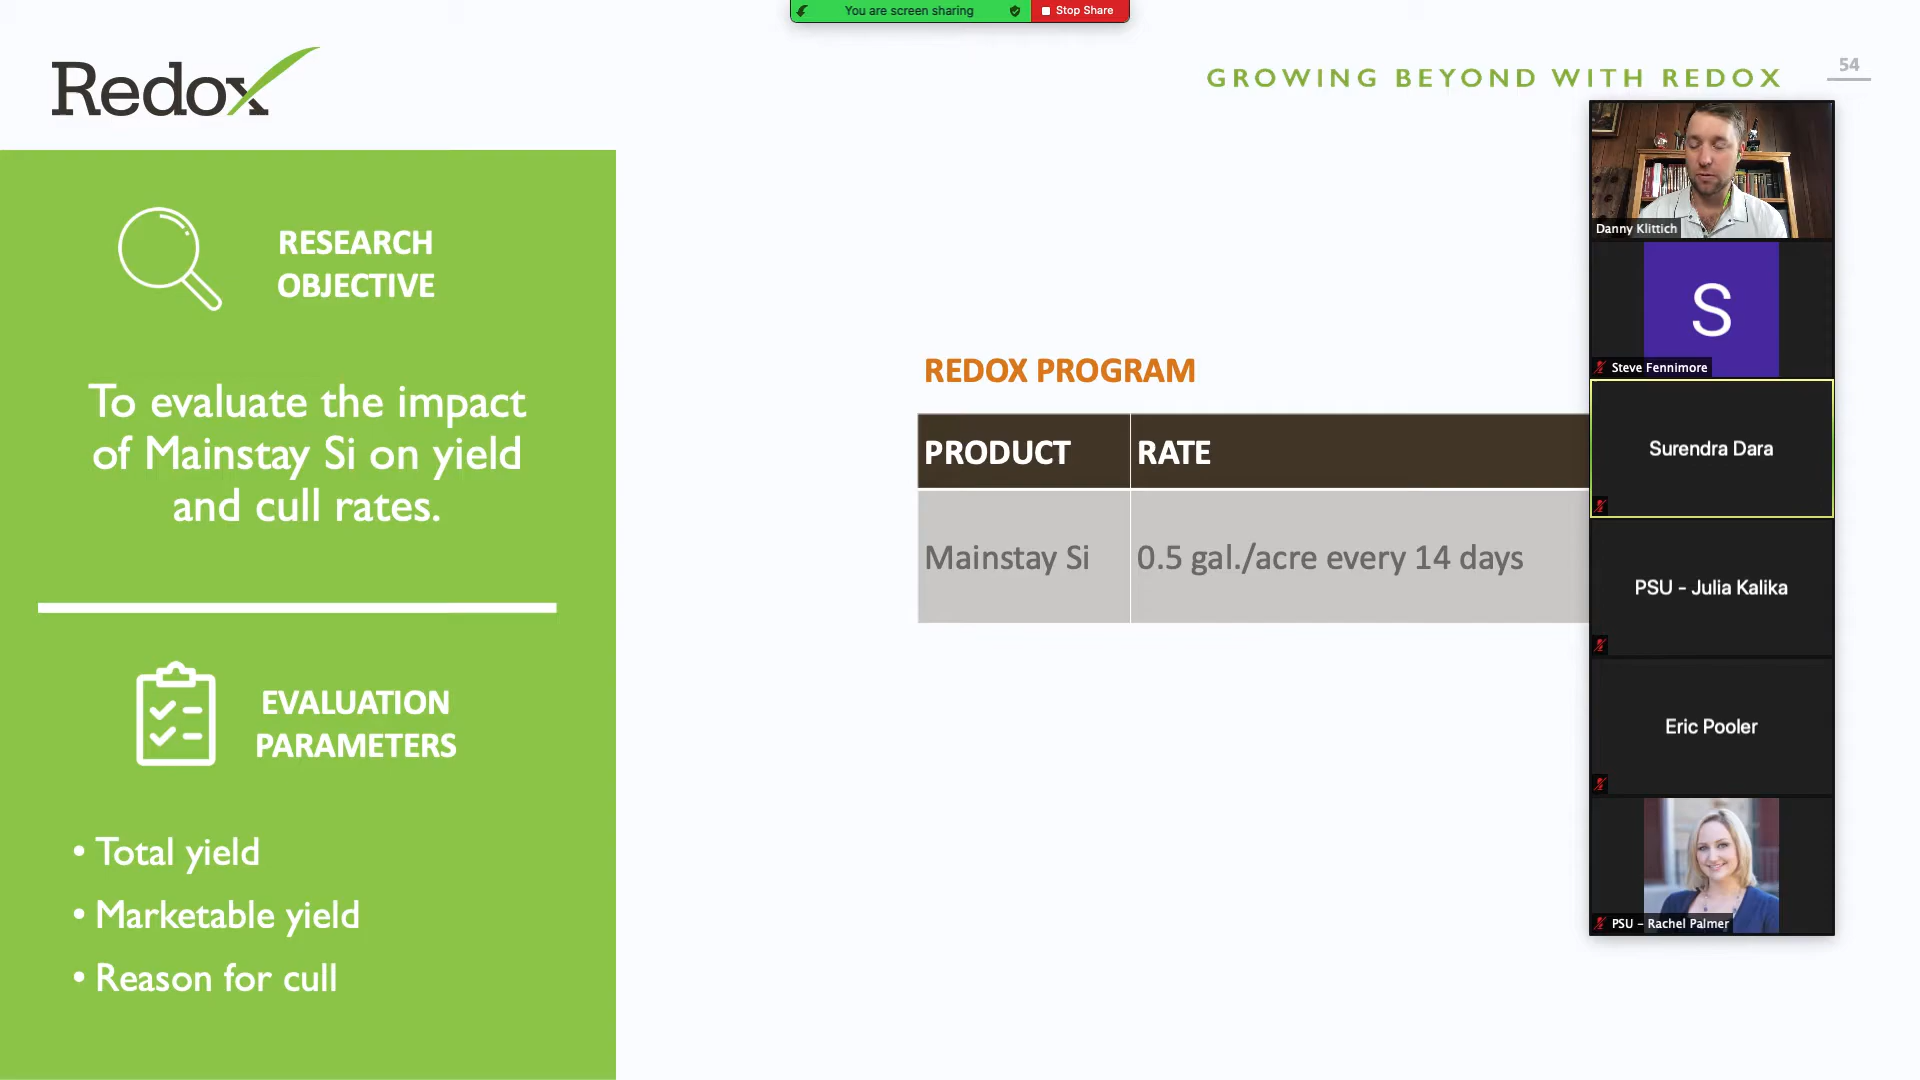 You are screen sharing
Stop Share
Redox
GROWING BEYOND WITH REDOX
54
RESEARCH
OBJECTIVE
To evaluate the impact
of Mainstay Si on yield
and cull rates.
EVALUATION
PARAMETERS
• Total yield
• Marketable yield
• Reason for cull
REDOX PROGRAM
PRODUCT RATE
Mainstay Si 0.5 gal./acre every 14 days
Danny Klittich
S
Steve Fennimore
Surendra Dara
PSU - Julia Kalika
Eric Pooler
PSU - Rachel Palmer